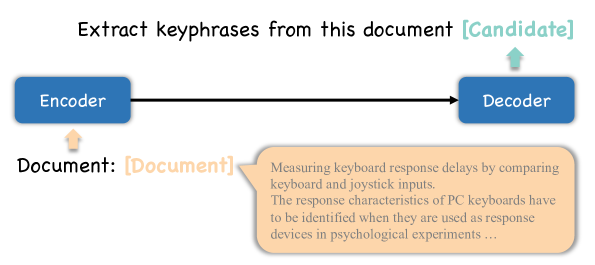 Extract keyphrases from this document [Candidate]
Encoder
Decoder
Document: [Document]
Measuring keyboard response delays by comparing
keyboard and joystick inputs.
The response characteristics of PC keyboards have
to be identified when they are used as response
devices in psychological experiments …